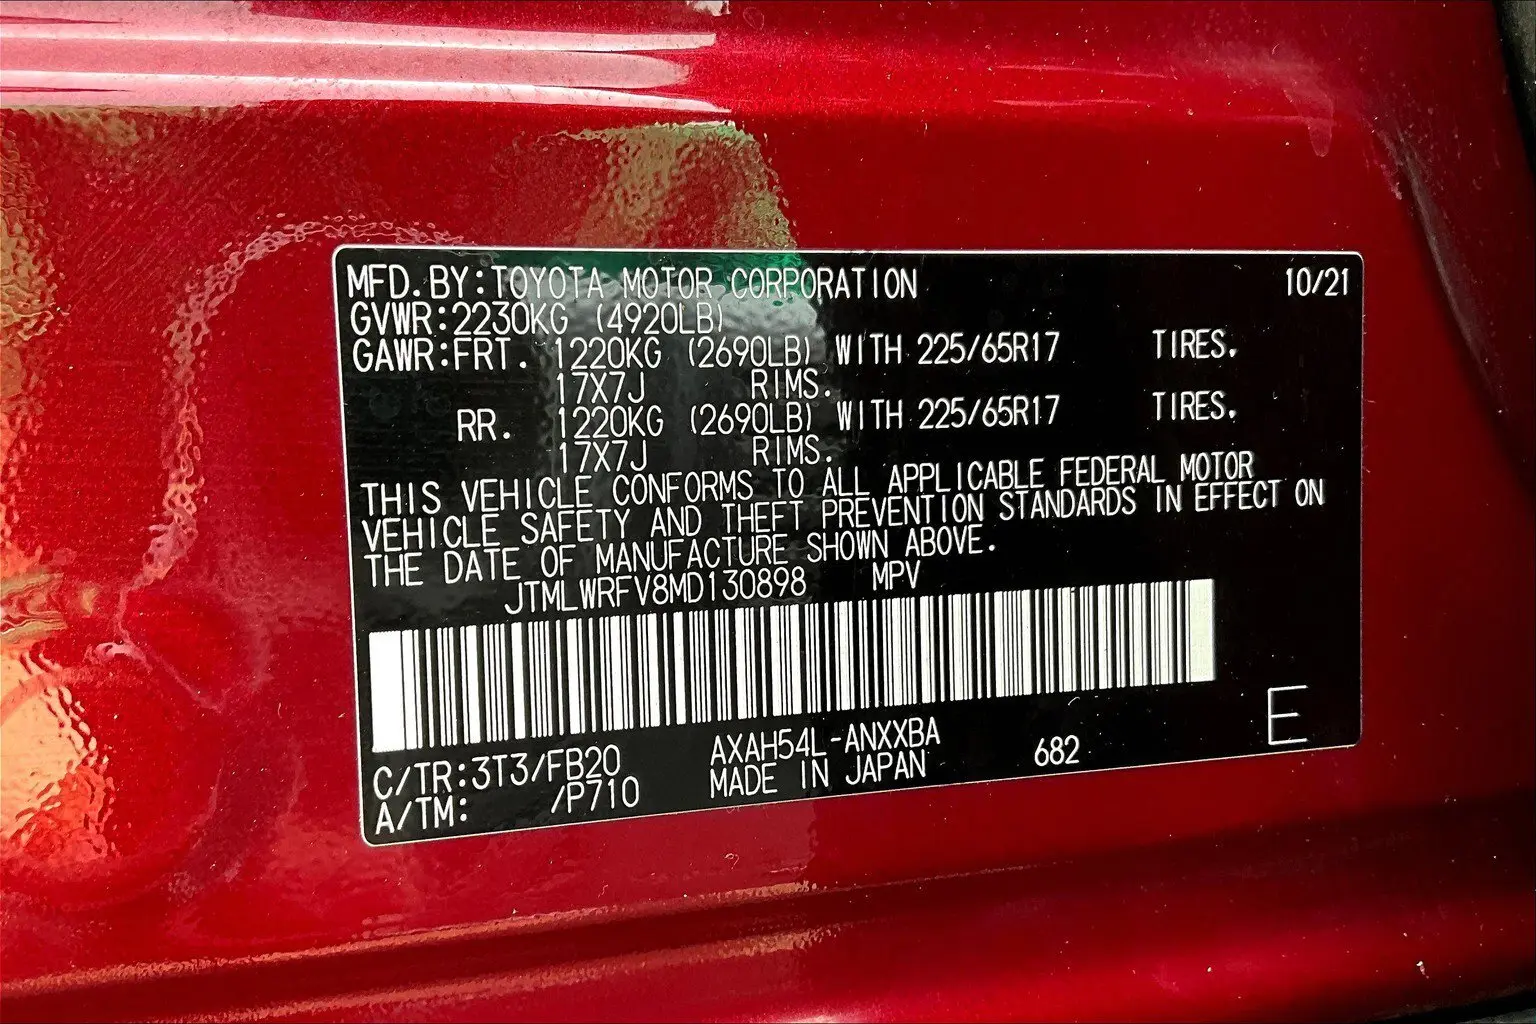 MFD. BY: TOYOTA MOTOR CORPORATION 10/21
GVWR: 2230KG (4920LB)
GAWR: FRT. 1220KG (2690LB) WITH 225/65R17 TIRES.
17X7J RIMS.
RR. 1220KG (2690LB) WITH 225/65R17 TIRES.
17X7J RIMS.
THIS VEHICLE CONFORMS TO ALL APPLICABLE FEDERAL MOTOR
VEHICLE SAFETY AND THEFT PREVENTION STANDARDS IN EFFECT ON
THE DATE OF MANUFACTURE SHOWN ABOVE.
JTMLWRFV8MD130898 MPV
C/TR: 3T3/FB20 AXAH54L-ANXXBA 682 E
A/TM: /P710 MADE IN JAPAN